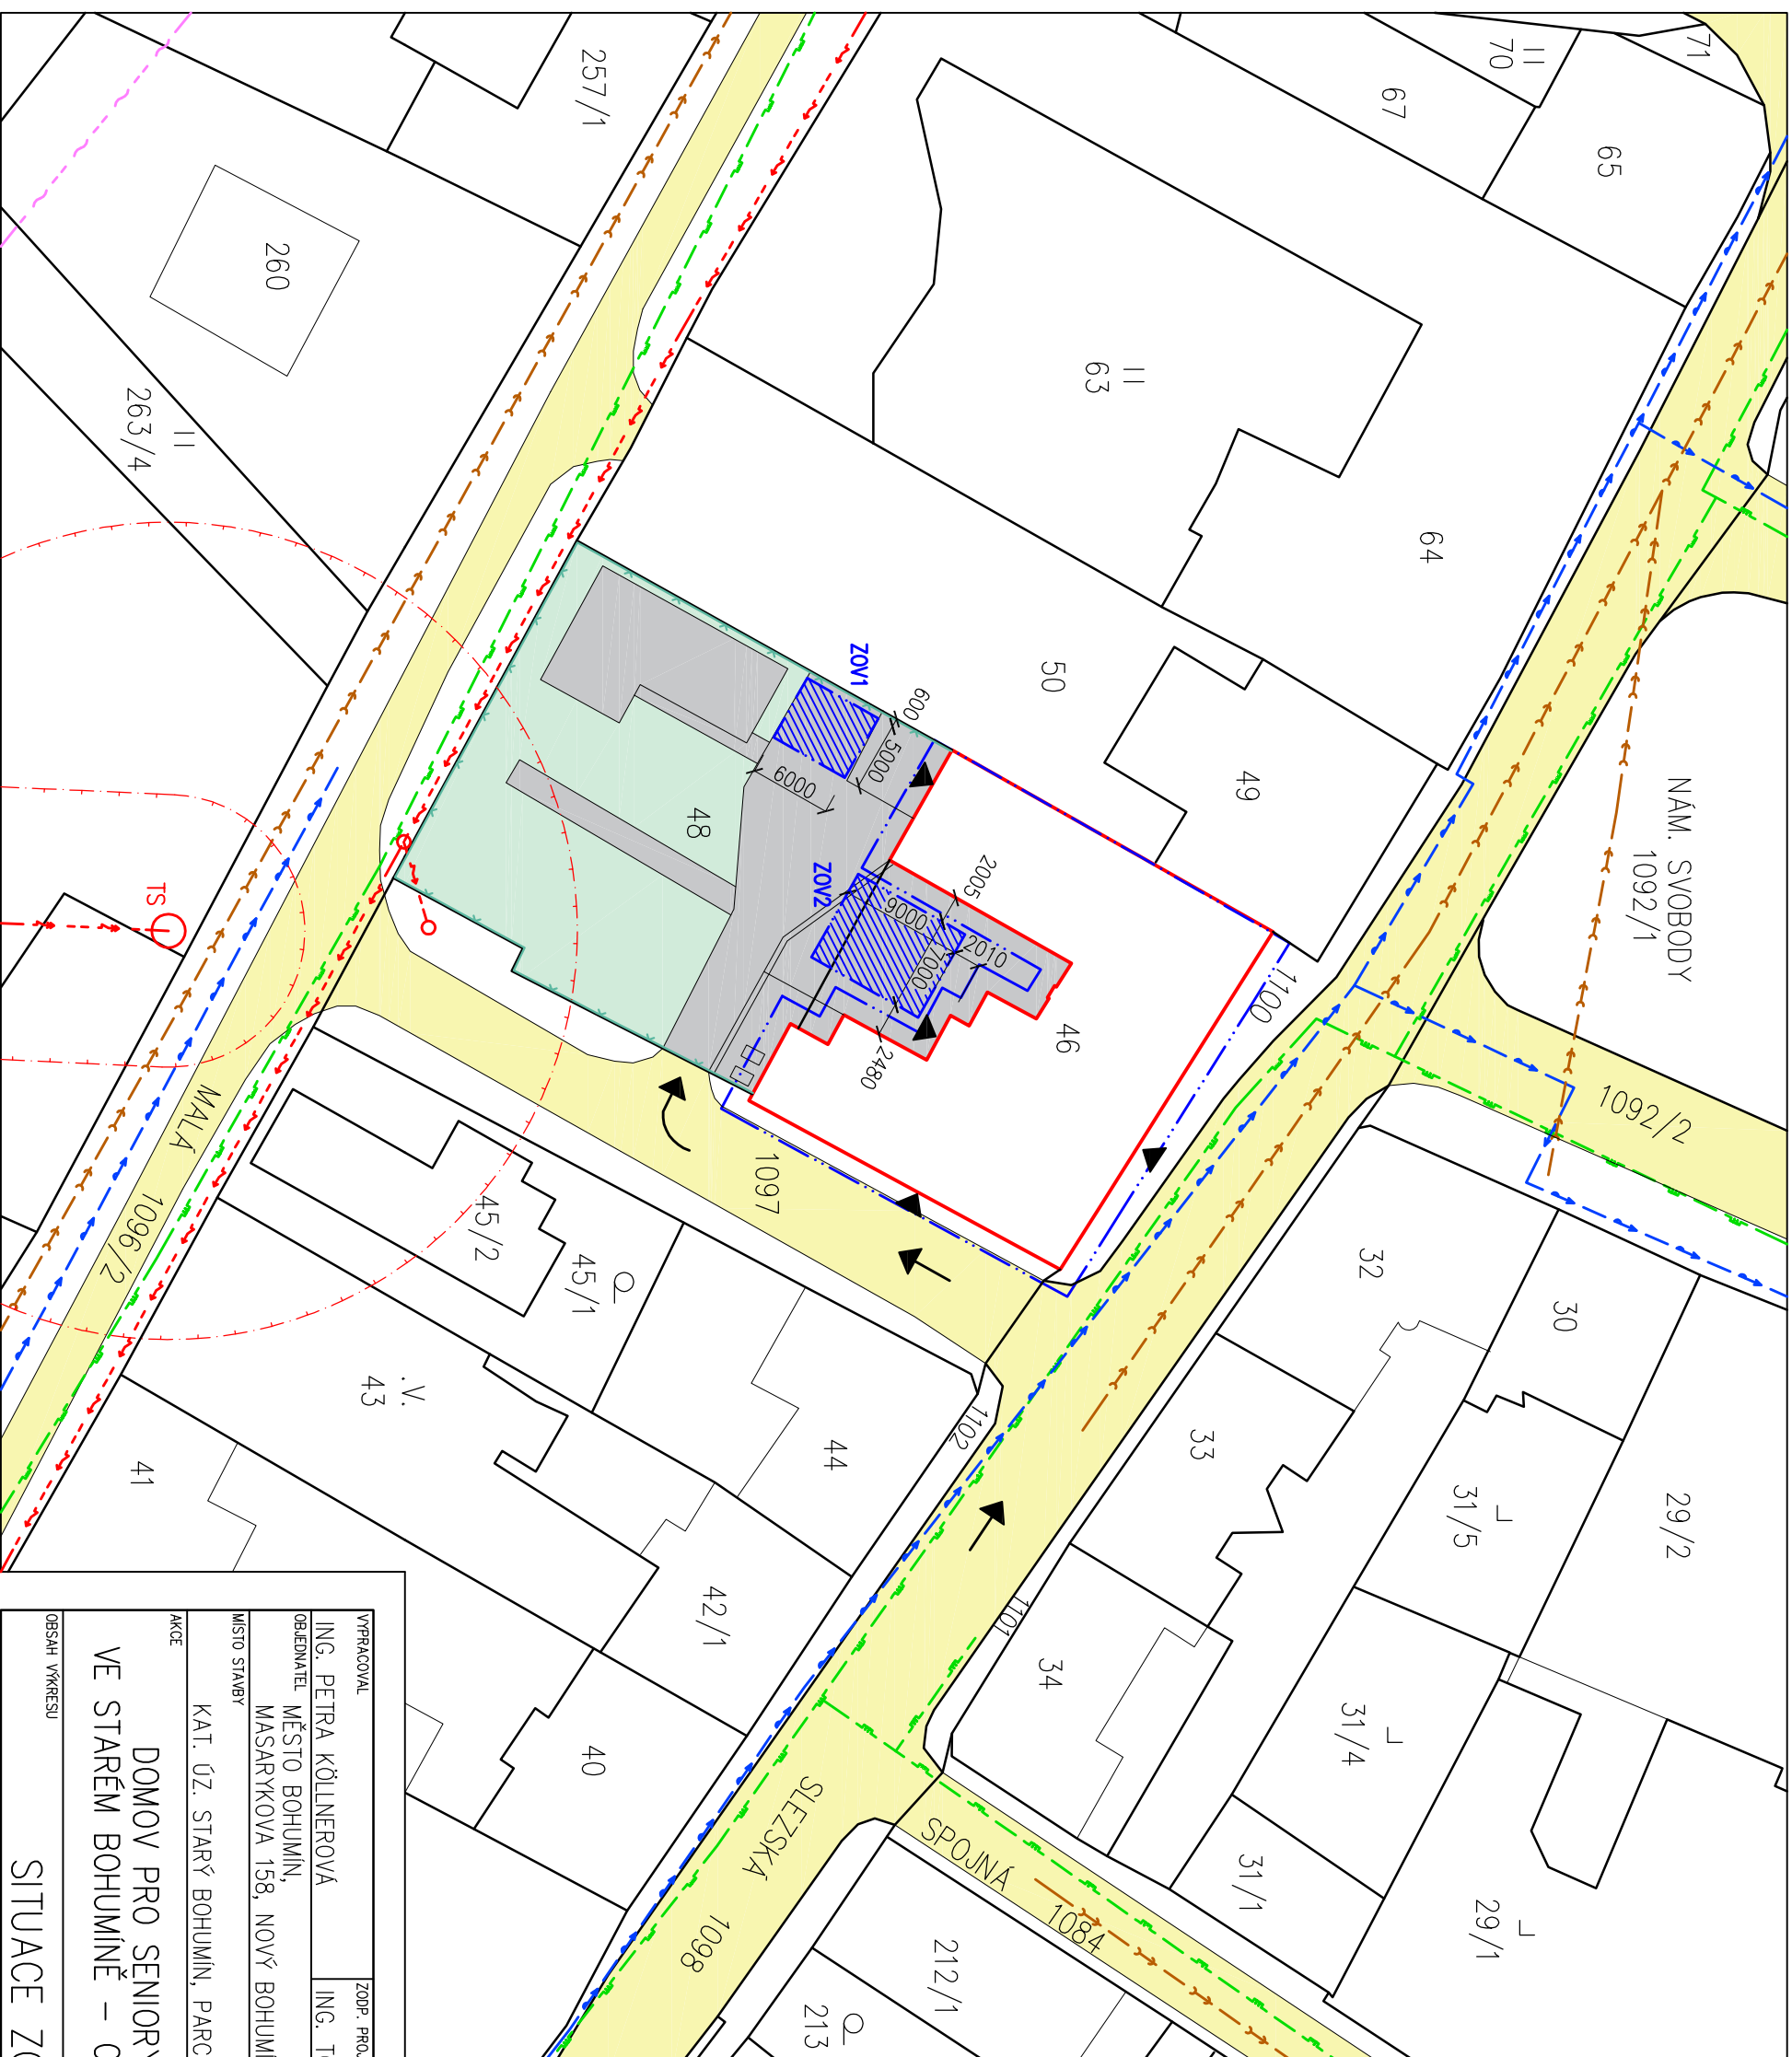 71
II
70
67
65
257/1
260
II
263/4
II
63
64
50
49
NÁM. SVOBODY
1092/1
1092/2
ZOV1
600
5000
6000
48
ZOV2
2005
9000
2010
7000
2480
46
1100
TS
MALÁ
1096/2
1097
45/2
Q
45/1
.V.
43
44
41
42/1
40
1102
1101
32
30
33
31/5
29/2
34
31/4
31/1
29/1
SLEZSKÁ
1098
SPOJNÁ
1084
212/1
Q
213
VYPRACOVAL
ZODP. PROJ
ING. PETRA KÖLLNEROVÁ
ING. T
OBJEDNATEL
MĚSTO BOHUMÍN,
MASARYKOVA 158, NOVÝ BOHUMÍ
MÍSTO STAVBY
KAT. ÚZ. STARÝ BOHUMÍN, PARC
AKCE
DOMOV PRO SENIORY
VE STARÉM BOHUMÍNĚ –
OBSAH VÝKRESU
SITUACE